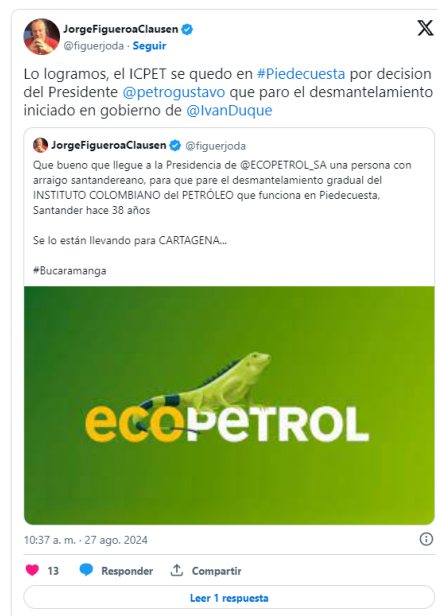 JorgeFigueroaClausen
@figuerjoda · Seguir
Lo logramos, el ICPET se quedo en #Piedecuesta por decision
del Presidente @petrogustavo que paro el desmantelamiento
iniciado en gobierno de @IvanDuque
JorgeFigueroaClausen @figuerjoda
Que bueno que llegue a la Presidencia de @ECOPETROL_SA una persona con
arraigo santandereano, para que pare el desmantelamiento gradual del
INSTITUTO COLOMBIANO del PETRÓLEO que funciona en Piedecuesta,
Santander hace 38 años
Se lo están llevando para CARTAGENA...
#Bucaramanga
ecoPeTROL
10:37 a. m. · 27 ago. 2024
13 Responder Compartir
Leer 1 respuesta